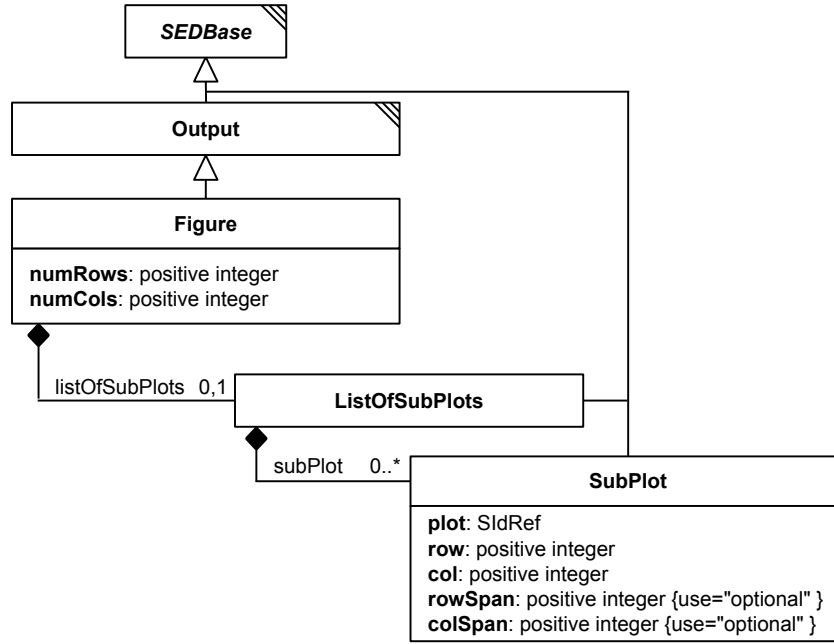 SEDBase
Output
Figure
numRows: positive integer
numCols: positive integer
listOfSubPlots 0,1
ListOfSubPlots
subPlot 0..*
SubPlot
plot: SIdRef
row: positive integer
col: positive integer
rowSpan: positive integer {use="optional" }
colSpan: positive integer {use="optional" }